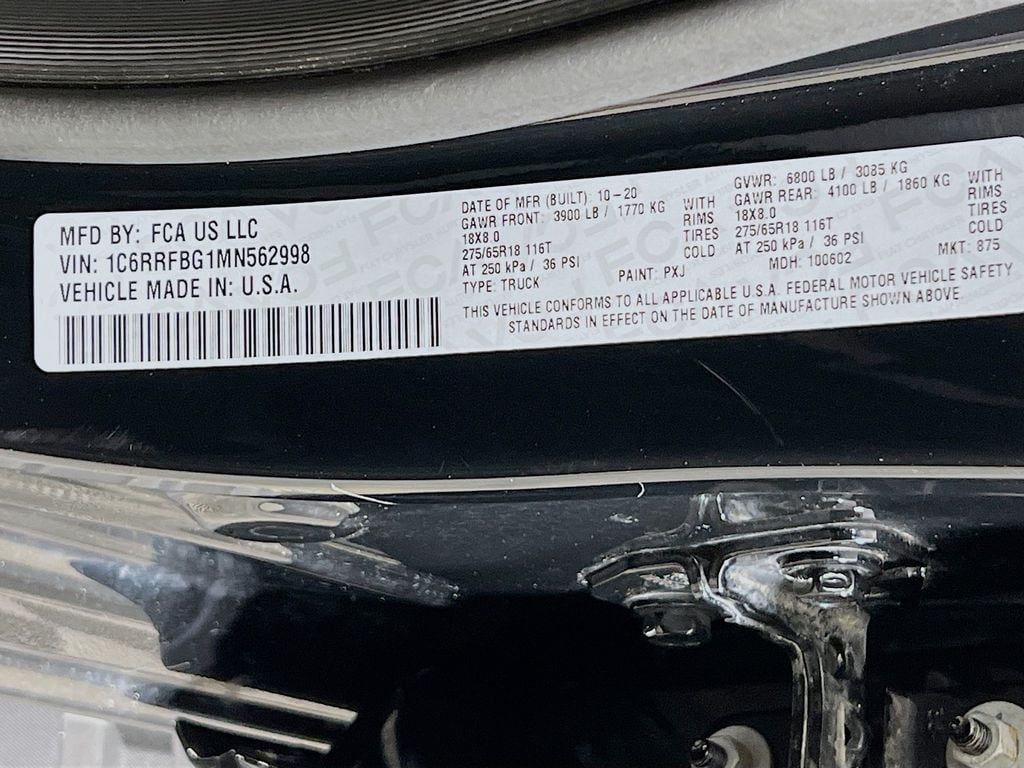 MFD BY: FCA US LLC
VIN: 1C6RRFBG1MN562998
VEHICLE MADE IN: U.S.A.
DATE OF MFR (BUILT): 10-20
GAWR FRONT: 3900 LB / 1770 KG WITH
18X8.0 RIMS
275/65R18 116T TIRES
AT 250 kPa / 36 PSI COLD
TYPE: TRUCK PAINT: PXJ
GVWR: 6800 LB / 3085 KG
GAWR REAR: 4100 LB / 1860 KG WITH
18X8.0 RIMS
275/65R18 116T TIRES
AT 250 kPa / 36 PSI COLD
MDH: 100602 MKT: 875
THIS VEHICLE CONFORMS TO ALL APPLICABLE U.S.A. FEDERAL MOTOR VEHICLE SAFETY
STANDARDS IN EFFECT ON THE DATE OF MANUFACTURE SHOWN ABOVE.